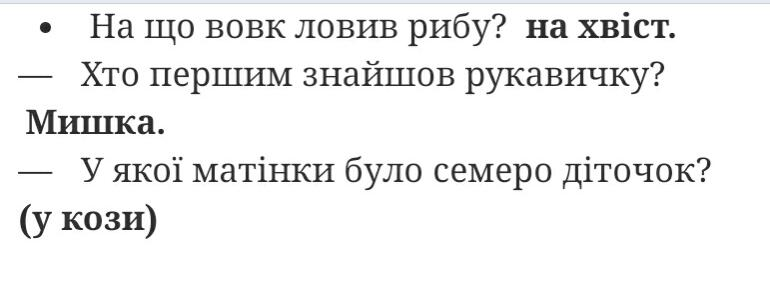 • На що вовк ловив рибу? на хвіст.
— Хто першим знайшов рукавичку?
Мишка.
— У якої матінки було семеро діточок?
(у кози)